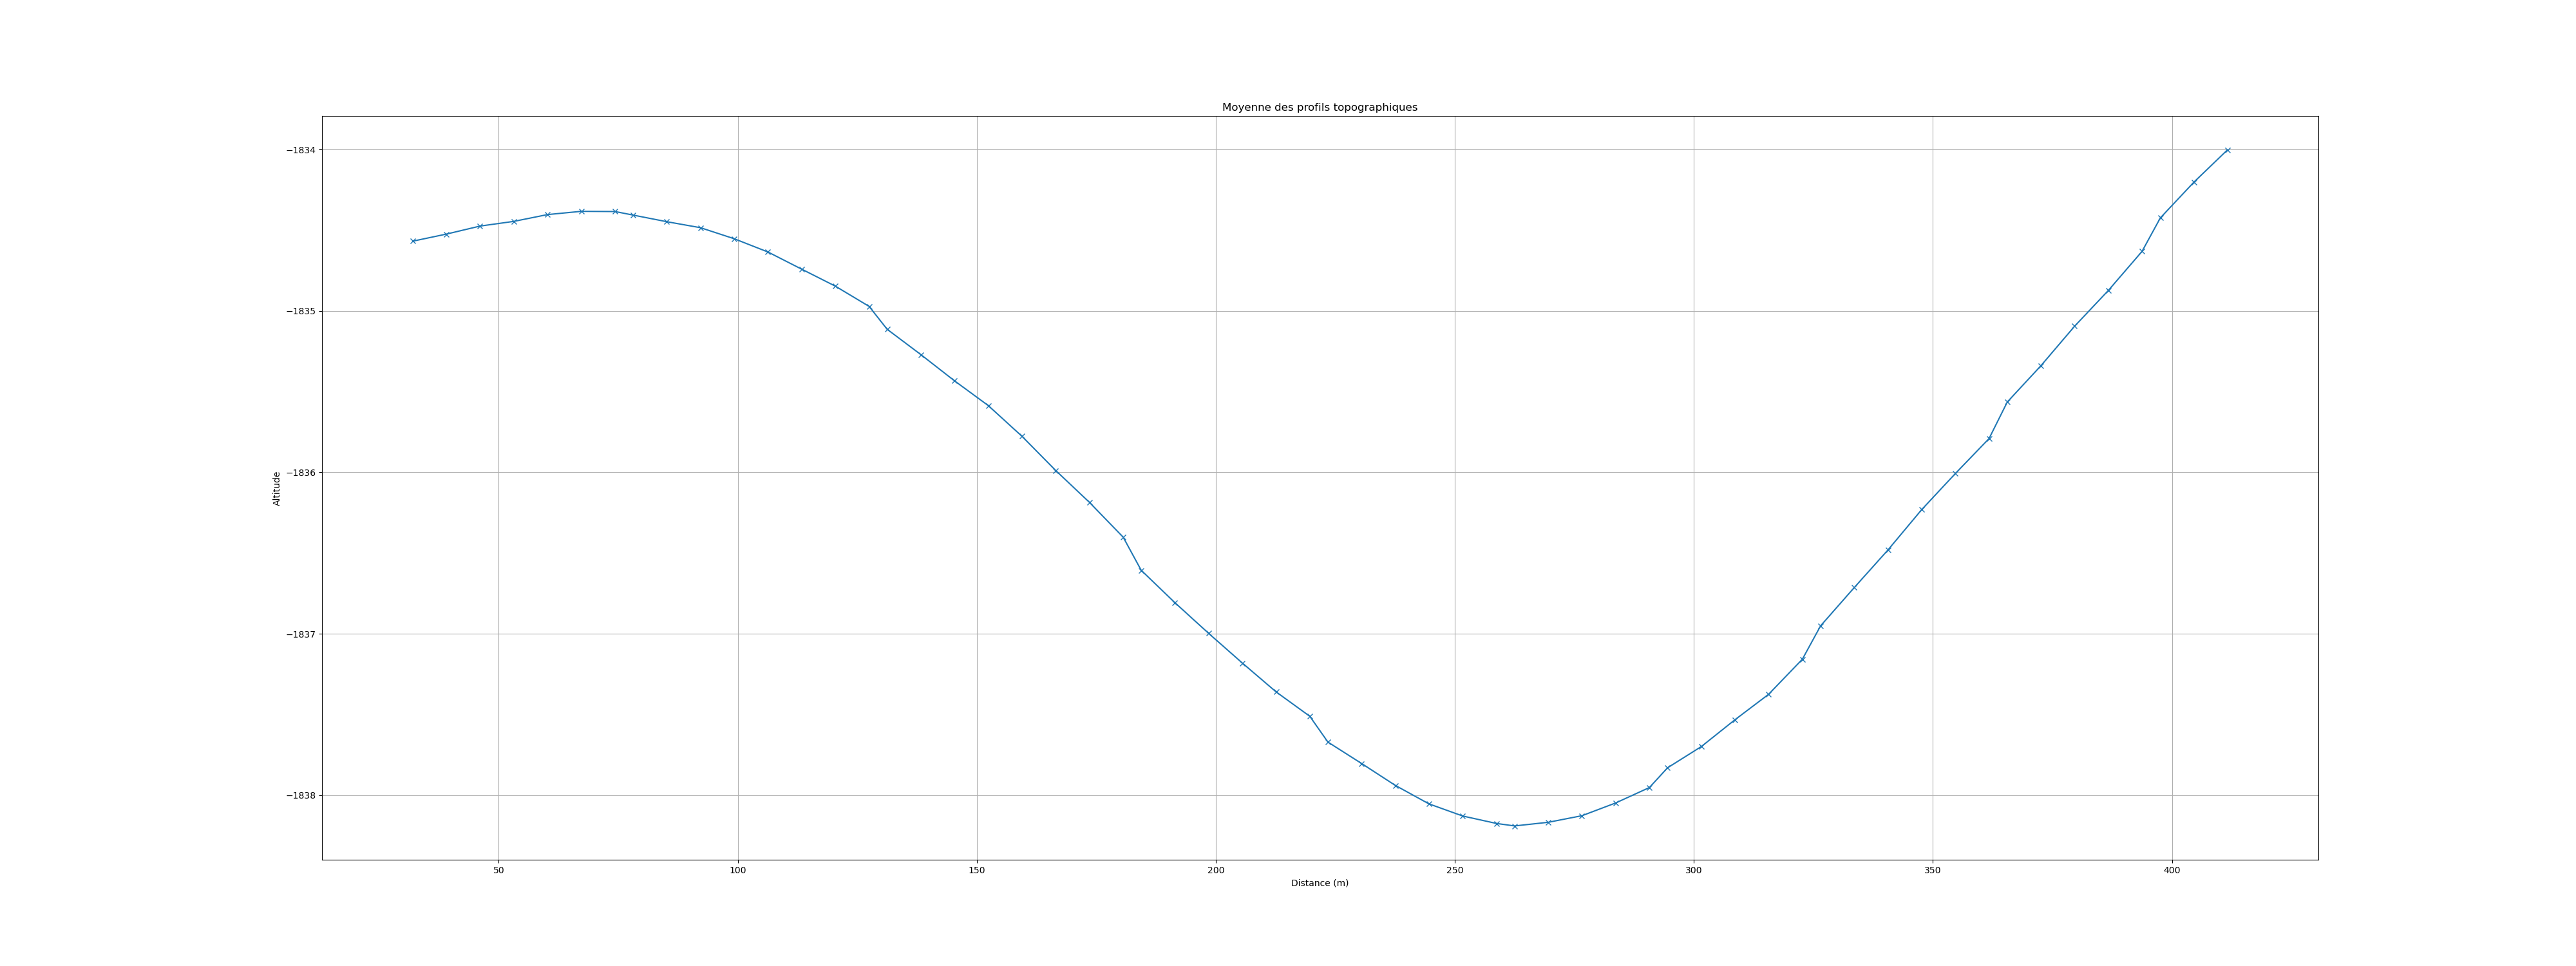 Moyenne des profils topographiques
−1834
−1835
−1836
−1837
−1838
Altitude
50 100 150 200 250 300 350 400
Distance (m)